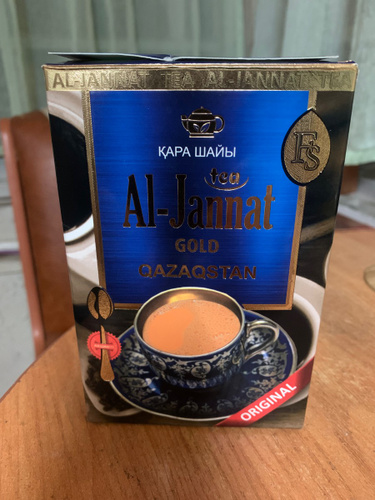 AL-JANNAT TEA AL-JANNAT TEA
ҚАРА ШАЙЫ
tea
Al-Jannat
GOLD
QAZAQSTAN
FS
ORIGINAL